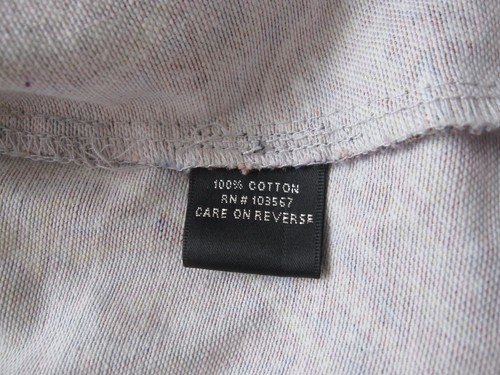 100% COTTON
RN # 103567
CARE ON REVERSE